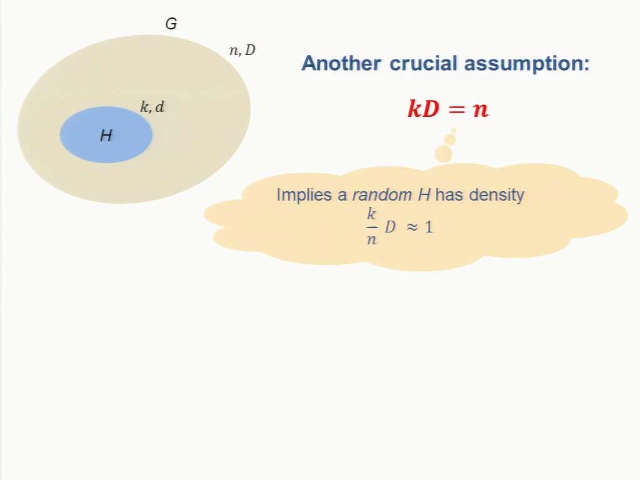 G
n, D
k, d
H
Another crucial assumption:
kD = n
Implies a random H has density
k/n D ≈ 1